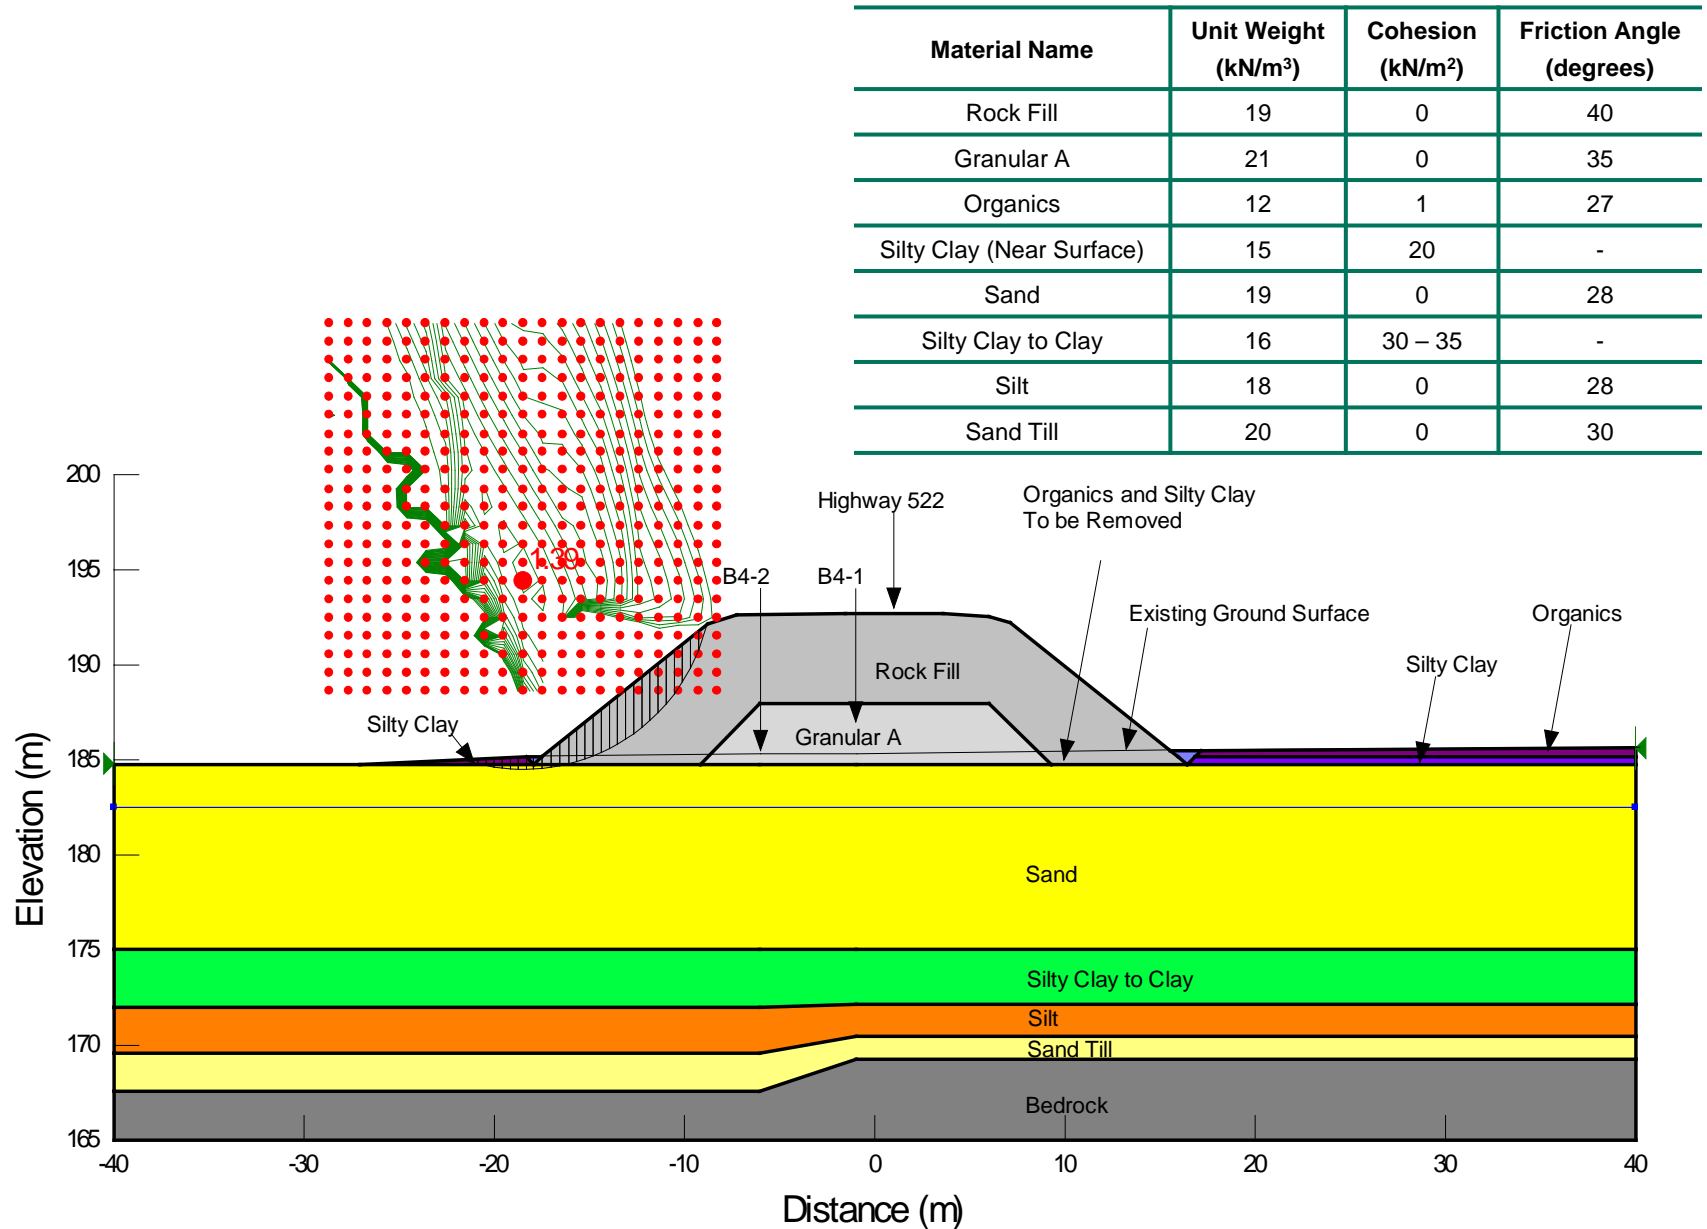 Material Name
Unit Weight
(kN/m³)
Cohesion
(kN/m²)
Friction Angle
(degrees)
Rock Fill 19 0 40
Granular A 21 0 35
Organics 12 1 27
Silty Clay (Near Surface) 15 20 -
Sand 19 0 28
Silty Clay to Clay 16 30 – 35 -
Silt 18 0 28
Sand Till 20 0 30
Highway 522
Organics and Silty Clay
To be Removed
1.39
B4-2
B4-1
Existing Ground Surface
Organics
Silty Clay
Rock Fill
Silty Clay
Granular A
Sand
Silty Clay to Clay
Silt
Sand Till
Bedrock
Elevation (m)
200
195
190
185
180
175
170
165
-40 -30 -20 -10 0 10 20 30 40
Distance (m)